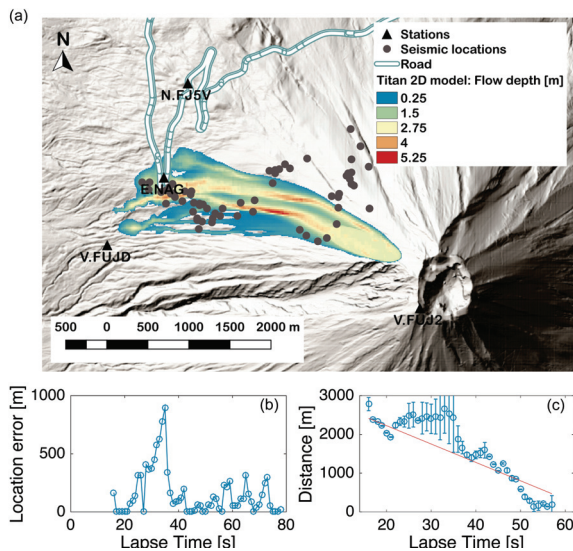 (a)
N
Stations
Seismic locations
Road
Titan 2D model: Flow depth [m]
0.25
1.5
2.75
4
5.25
N.FJ5V
E.NAG
V.FUJD
V.FUJ2
500 0 500 1000 1500 2000 m
(b)
1000
500
0
Location error [m]
0 20 40 60 80
Lapse Time [s]
(c)
3000
2000
1000
0
Distance [m]
20 30 40 50 60
Lapse Time [s]